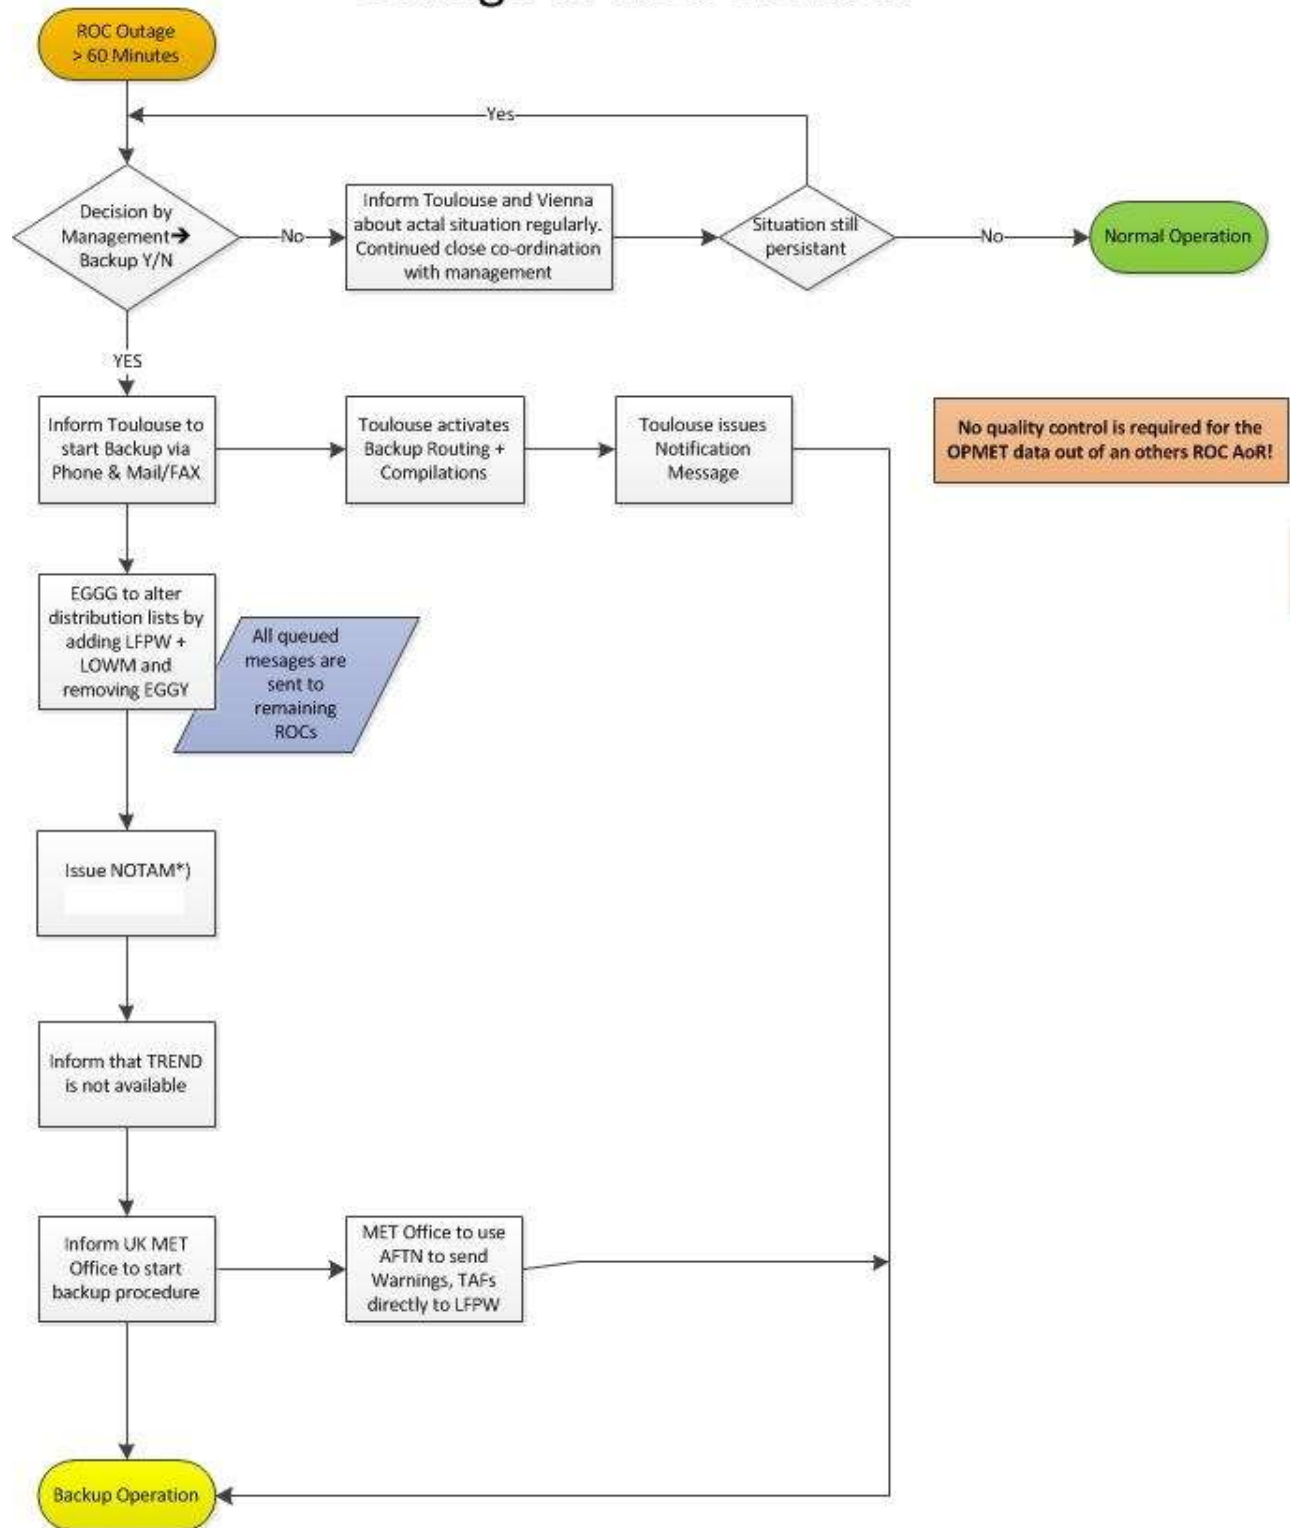 ROC Outage
> 60 Minutes
Yes
Decision by
Management➔
Backup Y/N
No
Inform Toulouse and Vienna
about actal situation regularly.
Continued close co-ordination
with management
Situation still
persistant
No
Normal Operation
YES
Inform Toulouse to
start Backup via
Phone & Mail/FAX
Toulouse activates
Backup Routing +
Compilations
Toulouse issues
Notification
Message
No quality control is required for the
OPMET data out of an others ROC AoR!
EGGG to alter
distribution lists by
adding LFPW +
LOWM and
removing EGGY
All queued
mesages are
sent to
remaining
ROCs
Issue NOTAM*)
Inform that TREND
is not available
Inform UK MET
Office to start
backup procedure
MET Office to use
AFTN to send
Warnings, TAFs
directly to LFPW
Backup Operation